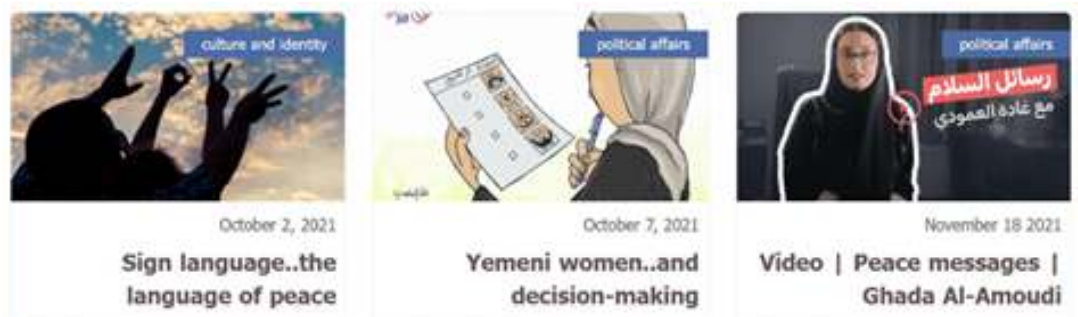 culture and identity
October 2, 2021
Sign language..the
language of peace
political affairs
October 7, 2021
Yemeni women..and
decision-making
political affairs
رسائل السلام
مع غادة العمودي
November 18 2021
Video | Peace messages |
Ghada Al-Amoudi